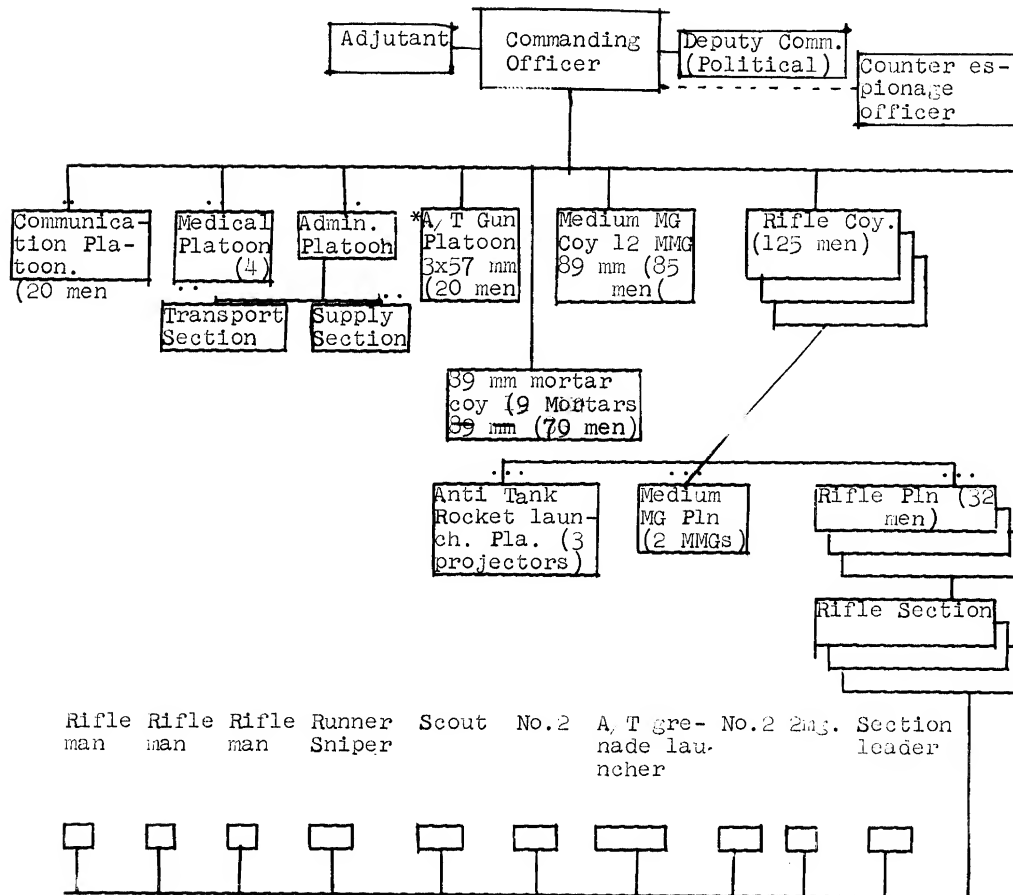 Adjutant
Commanding
Officer
Deputy Comm.
(Political)
Counter es-
pionage
officer
Communica-
tion Pla-
toon.
(20 men
Medical
Platoon
(4)
Admin.
Platooh
*A/T Gun
Platoon
3x57 mm
(20 men
Medium MG
Coy 12 MMG
89 mm (85
men(
Rifle Coy.
(125 men)
Transport
Section
Supply
Section
89 mm mortar
coy (9 Mortars
89 mm (70 men)
Anti Tank
Rocket laun-
ch. Pla. (3
projectors)
Medium
MG Pln
(2 MMGs)
Rifle Pln (32
men)
Rifle Section
Rifle Rifle Rifle Runner Scout No.2 A/T gre- No.2 2mg. Section
man man man Sniper nade lau- leader
ncher